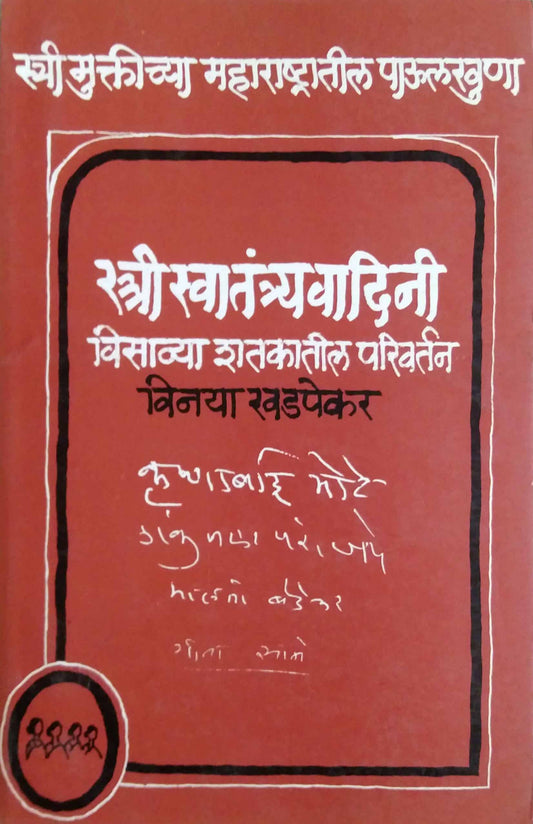 स्त्री मुक्तीच्या महाराष्ट्रातील पाऊलखुणा
स्त्री स्वातंत्र्यवादिनी
विसाव्या शतकातील परिवर्तन
विनया खडपेकर
कृष्णाबाई मोटे
शकुंतला परांजपे
मालती बेडेकर
गीता साने